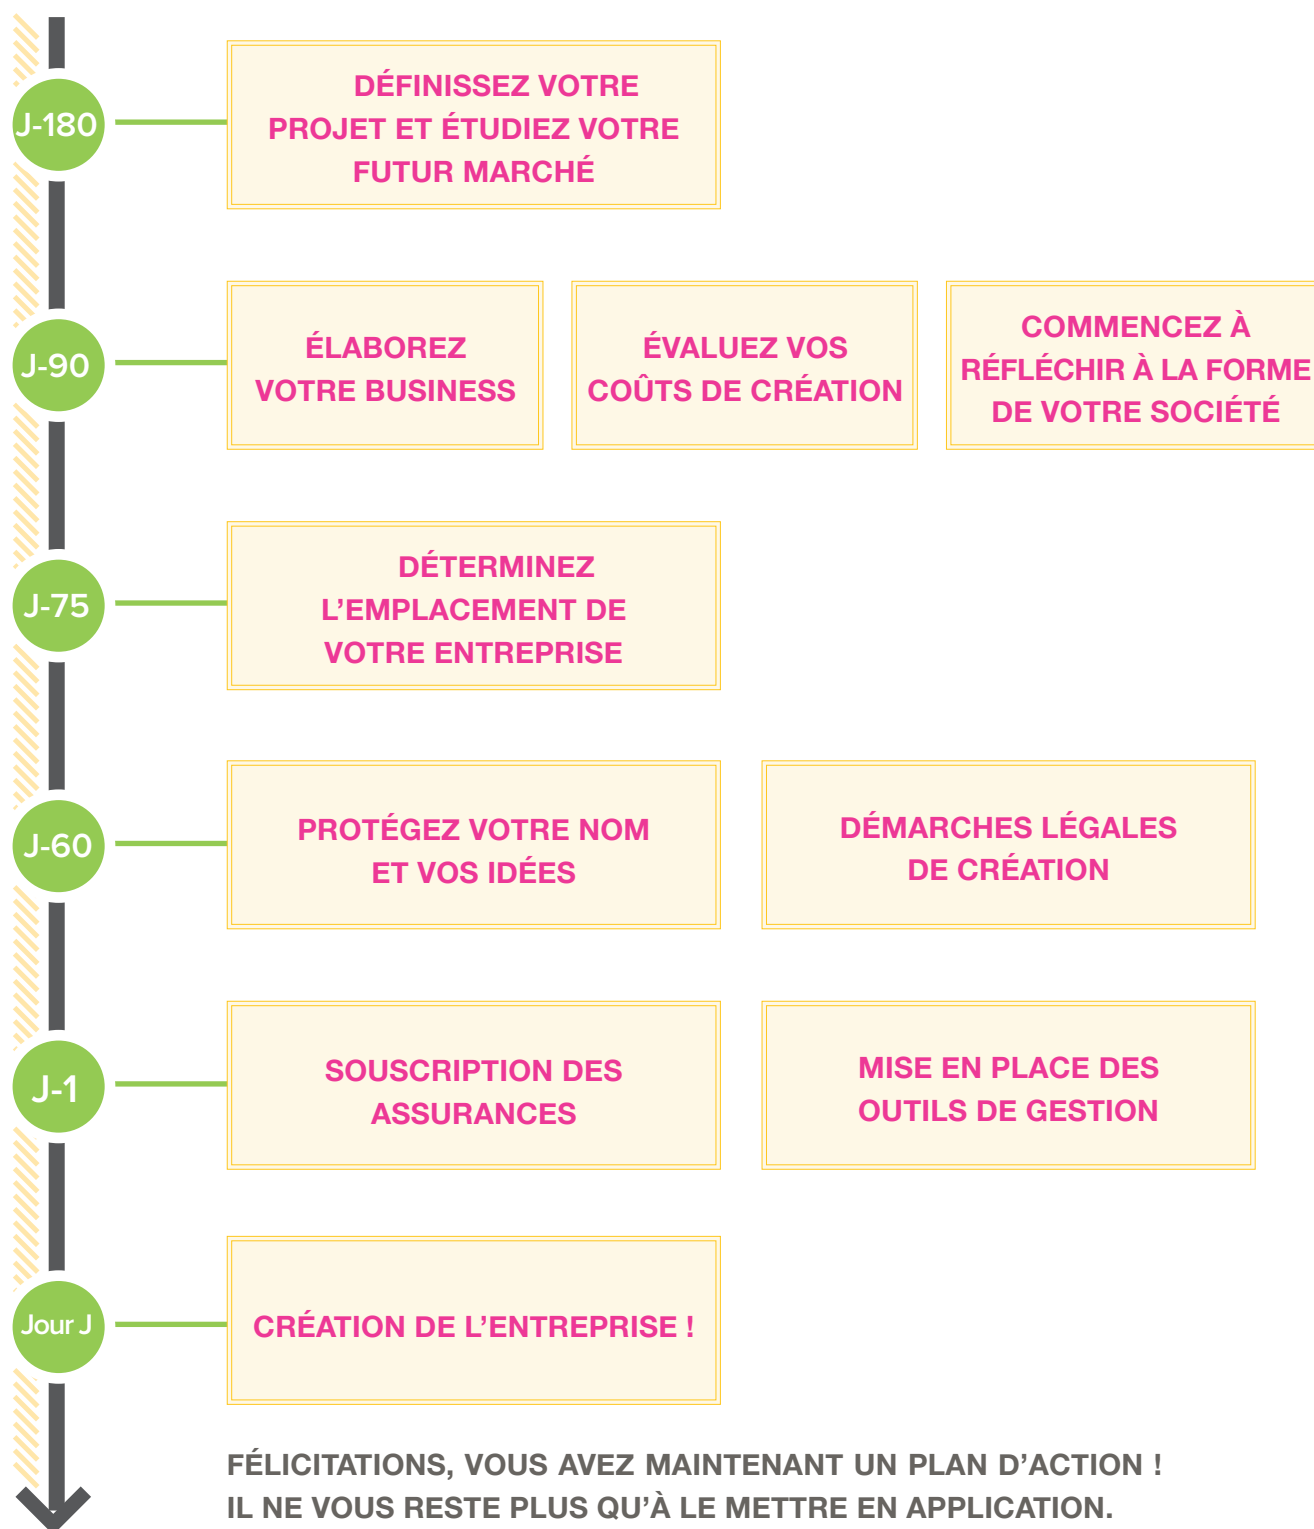 J-180
DÉFINISSEZ VOTRE
PROJET ET ÉTUDIEZ VOTRE
FUTUR MARCHÉ
J-90
ÉLABOREZ
VOTRE BUSINESS
ÉVALUEZ VOS
COÛTS DE CRÉATION
COMMENCEZ À
RÉFLÉCHIR À LA FORME
DE VOTRE SOCIÉTÉ
J-75
DÉTERMINEZ
L’EMPLACEMENT DE
VOTRE ENTREPRISE
J-60
PROTÉGEZ VOTRE NOM
ET VOS IDÉES
DÉMARCHES LÉGALES
DE CRÉATION
J-1
SOUSCRIPTION DES
ASSURANCES
MISE EN PLACE DES
OUTILS DE GESTION
Jour J
CRÉATION DE L’ENTREPRISE !
FÉLICITATIONS, VOUS AVEZ MAINTENANT UN PLAN D’ACTION !
IL NE VOUS RESTE PLUS QU’À LE METTRE EN APPLICATION.